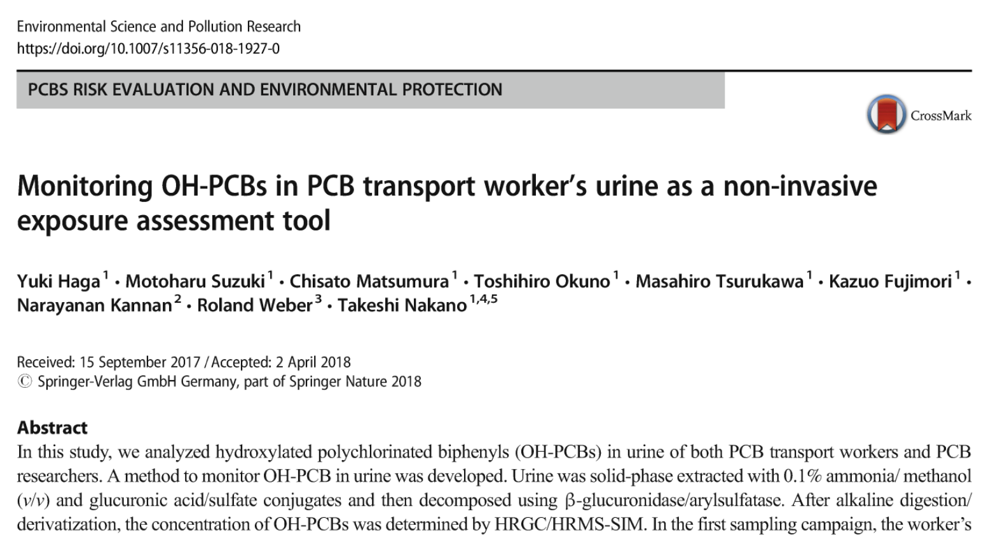 Environmental Science and Pollution Research
https://doi.org/10.1007/s11356-018-1927-0
PCBS RISK EVALUATION AND ENVIRONMENTAL PROTECTION
CrossMark
Monitoring OH-PCBs in PCB transport worker's urine as a non-invasive
exposure assessment tool
Yuki Haga 1 • Motoharu Suzuki 1 • Chisato Matsumura 1 • Toshihiro Okuno 1 • Masahiro Tsurukawa 1 • Kazuo Fujimori 1 •
Narayanan Kannan 2 • Roland Weber 3 • Takeshi Nakano 1,4,5
Received: 15 September 2017 / Accepted: 2 April 2018
© Springer-Verlag GmbH Germany, part of Springer Nature 2018
Abstract
In this study, we analyzed hydroxylated polychlorinated biphenyls (OH-PCBs) in urine of both PCB transport workers and PCB
researchers. A method to monitor OH-PCB in urine was developed. Urine was solid-phase extracted with 0.1% ammonia/ methanol
(v/v) and glucuronic acid/sulfate conjugates and then decomposed using β-glucuronidase/arylsulfatase. After alkaline digestion/
derivatization, the concentration of OH-PCBs was determined by HRGC/HRMS-SIM. In the first sampling campaign, the worker's